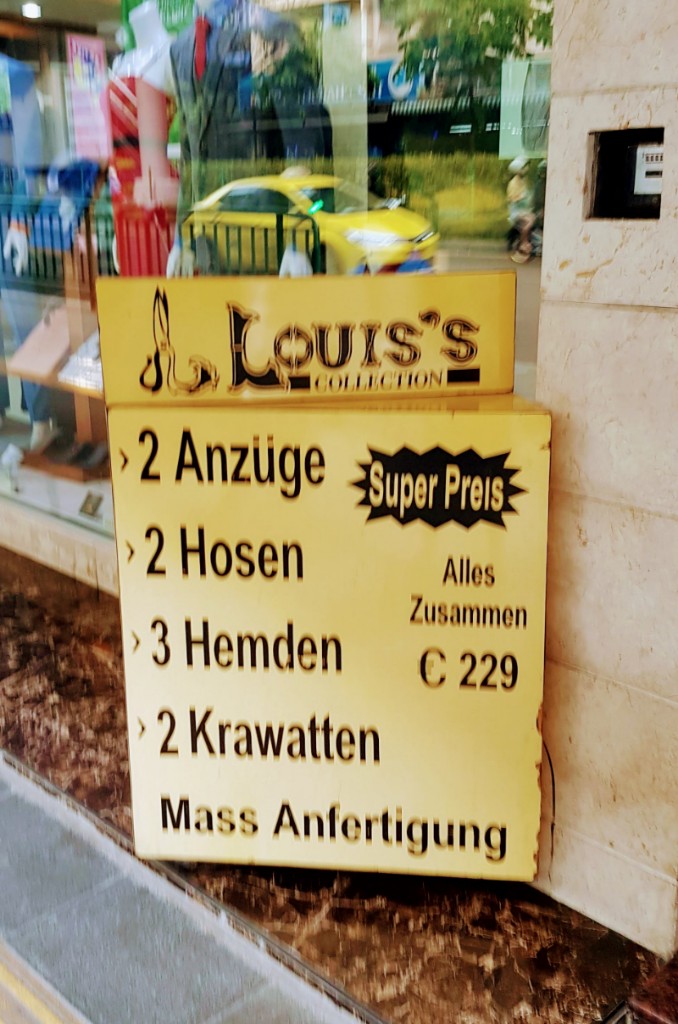 Louis's
COLLECTION
› 2 Anzüge
Super Preis
› 2 Hosen
Alles
Zusammen
› 3 Hemden
€ 229
› 2 Krawatten
Mass Anfertigung